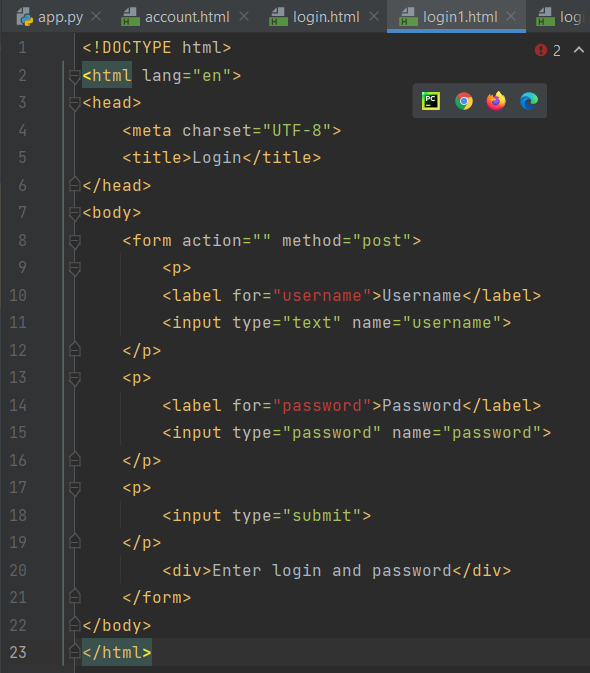 app.py account.html login.html login1.html log
1 <!DOCTYPE html> 2
2 <html lang="en">
PC
3 <head>
4 <meta charset="UTF-8">
5 <title>Login</title>
6 </head>
7 <body>
8 <form action="" method="post">
9 <p>
10 <label for="username">Username</label>
11 <input type="text" name="username">
12 </p>
13 <p>
14 <label for="password">Password</label>
15 <input type="password" name="password">
16 </p>
17 <p>
18 <input type="submit">
19 </p>
20 <div>Enter login and password</div>
21 </form>
22 </body>
23 </html>